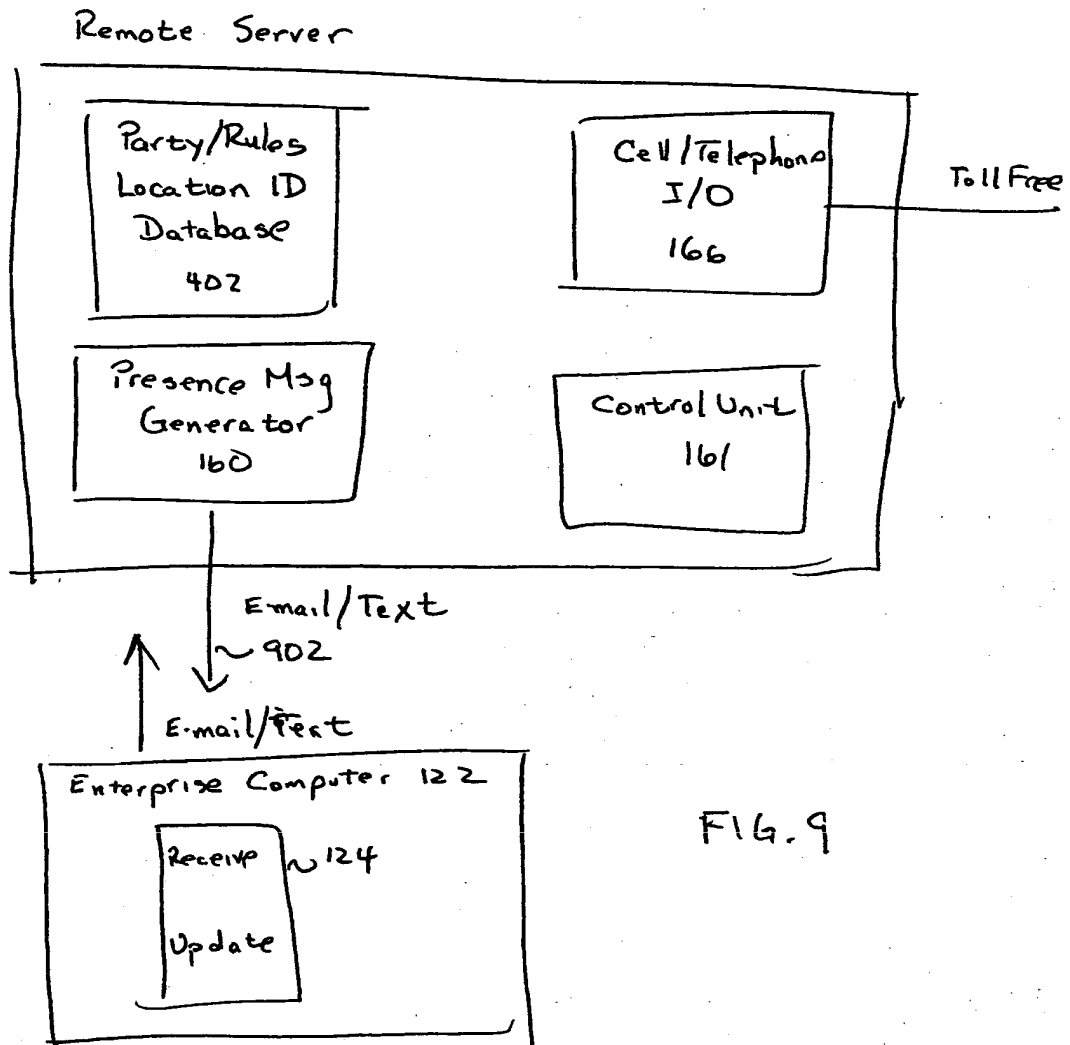 Remote Server
Party/Rules
Location ID
Database
402
Cell/Telephone
I/O
166
Toll Free
Presence Msg
Generator
160
Control Unit
161
E-mail/Text
902
E-mail/Text
Enterprise Computer 122
Receive
124
Update
FIG. 9